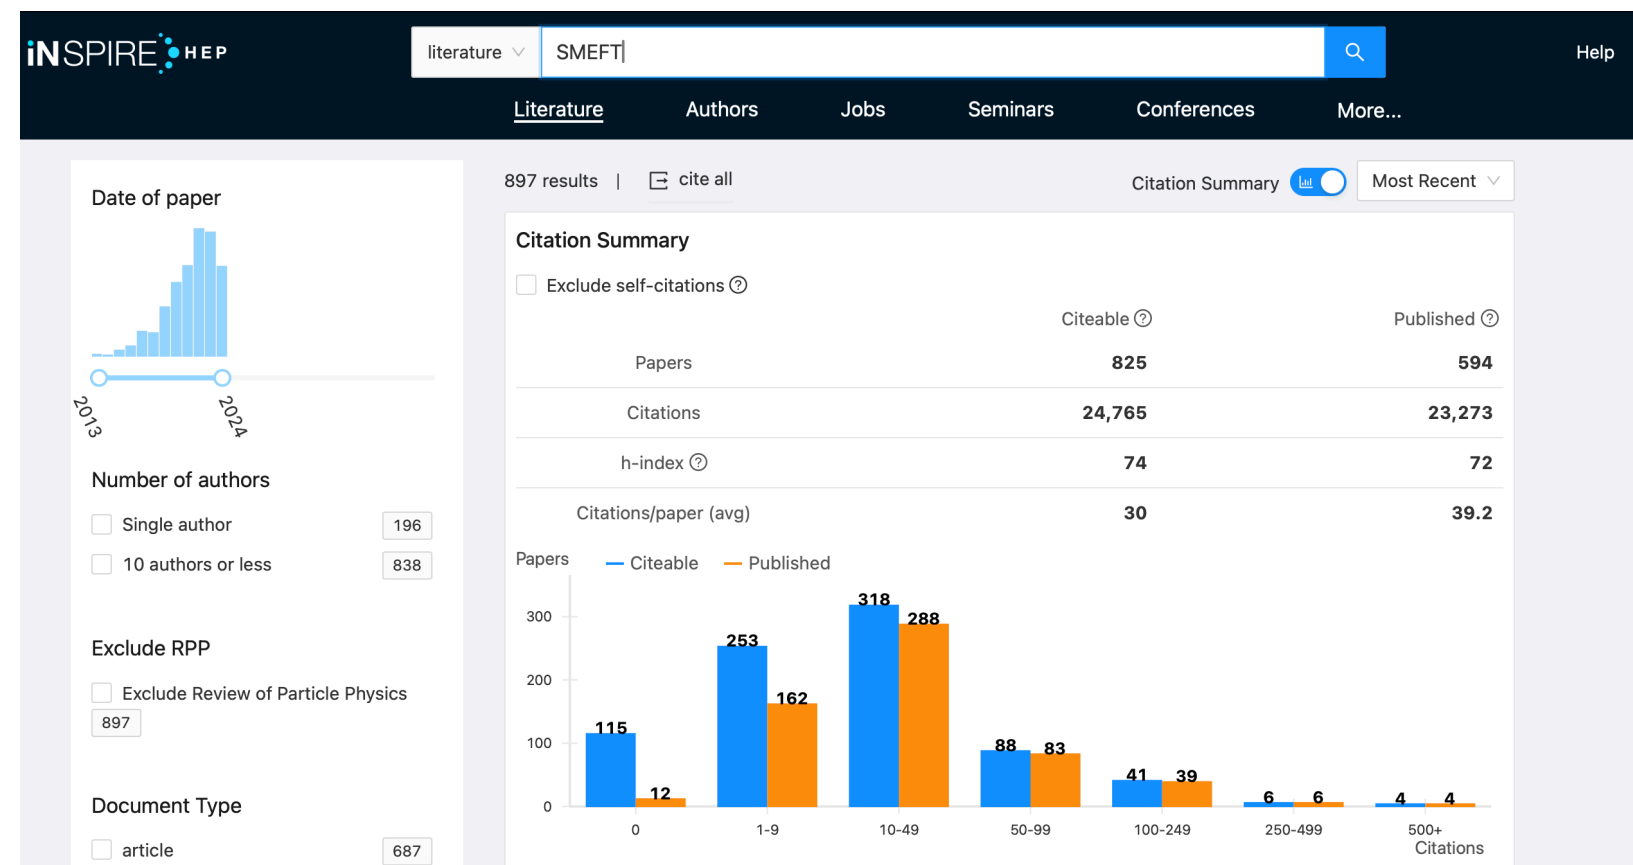 iNSPIRE HEP
literature
SMEFT
Help
Literature Authors Jobs Seminars Conferences More...
Date of paper
2013
2024
Number of authors
Single author 196
10 authors or less 838
Exclude RPP
Exclude Review of Particle Physics
897
Document Type
article 687
897 results | cite all
Citation Summary
Most Recent
Citation Summary
Exclude self-citations ?
Citeable ? Published ?
Papers 825 594
Citations 24,765 23,273
h-index ? 74 72
Citations/paper (avg) 30 39.2
Papers
Citeable Published
300
200
100
0
115 12
253 162
318 288
88 83
41 39
6 6
4 4
0 1-9 10-49 50-99 100-249 250-499 500+
Citations